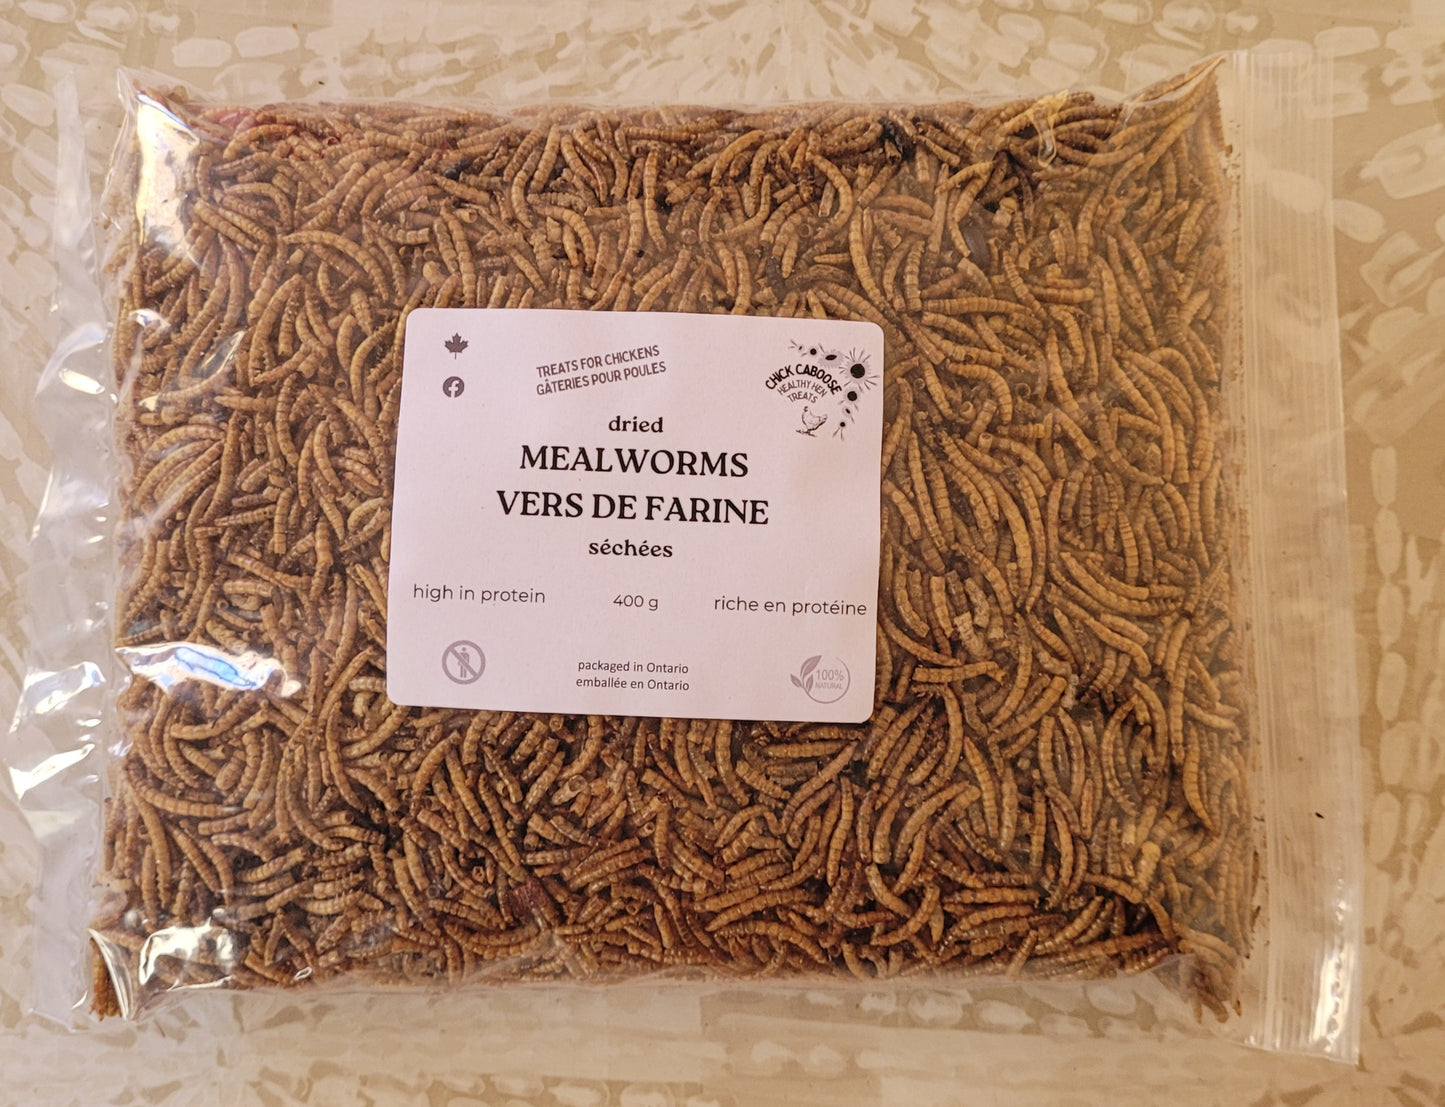 TREATS FOR CHICKENS
GÂTERIES POUR POULES
CHICK CABOOSE
HEALTHY HEN
TREATS
dried
MEALWORMS
VERS DE FARINE
séchées
high in protein
400 g
riche en protéine
packaged in Ontario
emballée en Ontario
100%
NATURAL